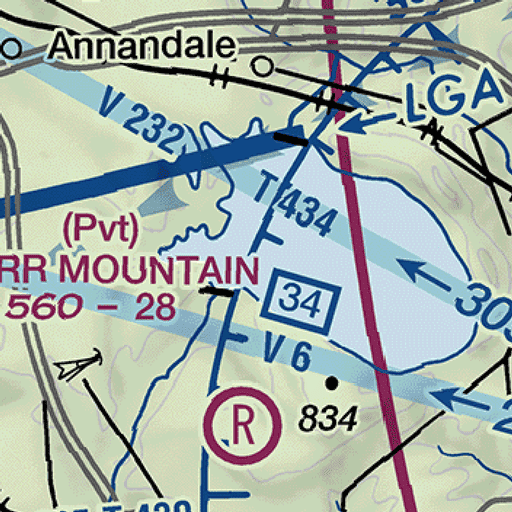 Annandale
LGA
V 232
T 434
(Pvt)
RR MOUNTAIN
560 – 28
34
V 6
R
834